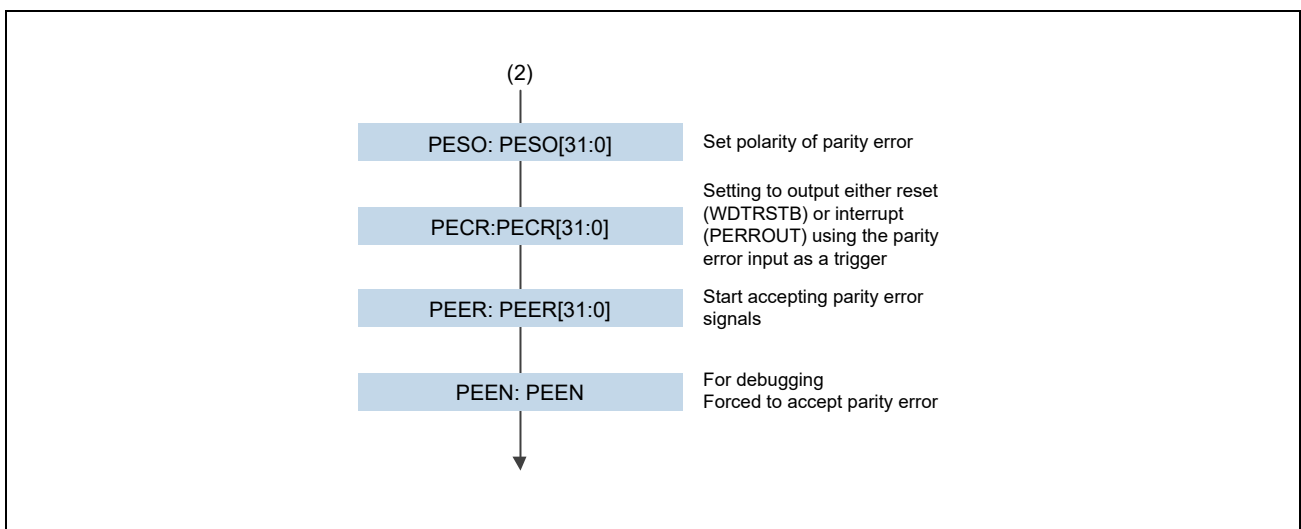 (2)
PESO: PESO[31:0]
Set polarity of parity error
PECR:PECR[31:0]
Setting to output either reset
(WDTRSTB) or interrupt
(PERROUT) using the parity
error input as a trigger
PEER: PEER[31:0]
Start accepting parity error
signals
PEEN: PEEN
For debugging
Forced to accept parity error